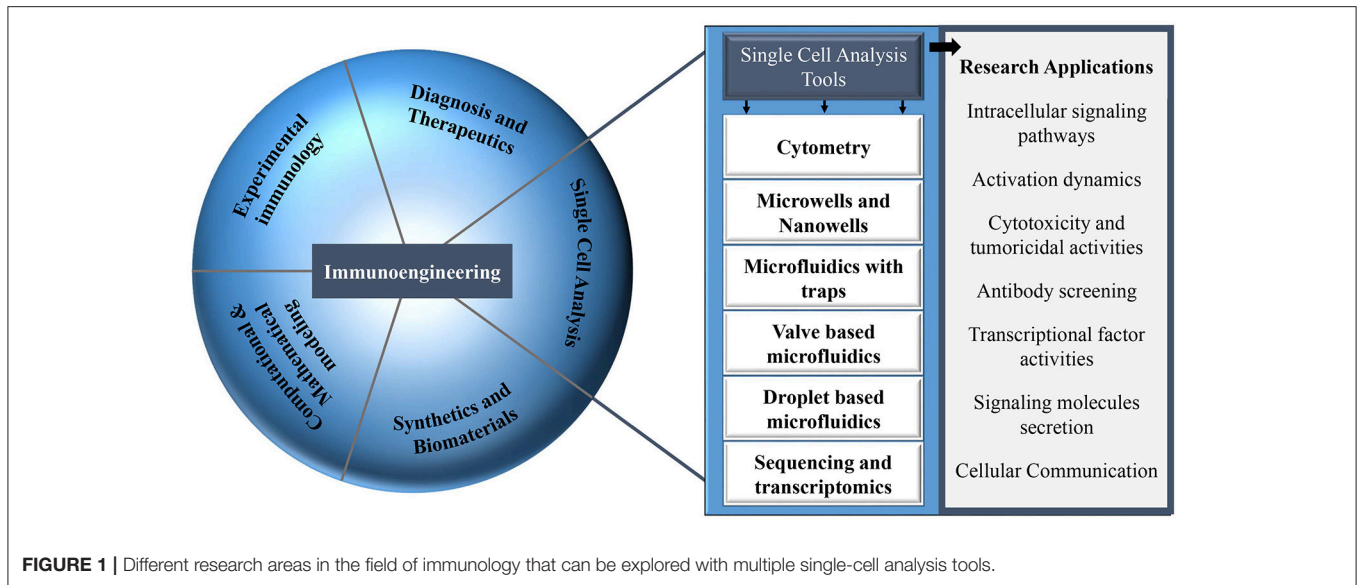 Experimental
immunology
Diagnosis and
Therapeutics
Single Cell Analysis
Immunoengineering
Computational &
Mathematical
modeling
Synthetics and
Biomaterials
Single Cell Analysis
Tools
Cytometry
Microwells and
Nanowells
Microfluidics with
traps
Valve based
microfluidics
Droplet based
microfluidics
Sequencing and
transcriptomics
Research Applications
Intracellular signaling
pathways
Activation dynamics
Cytotoxicity and
tumoricidal activities
Antibody screening
Transcriptional factor
activities
Signaling molecules
secretion
Cellular Communication
FIGURE 1 | Different research areas in the field of immunology that can be explored with multiple single-cell analysis tools.